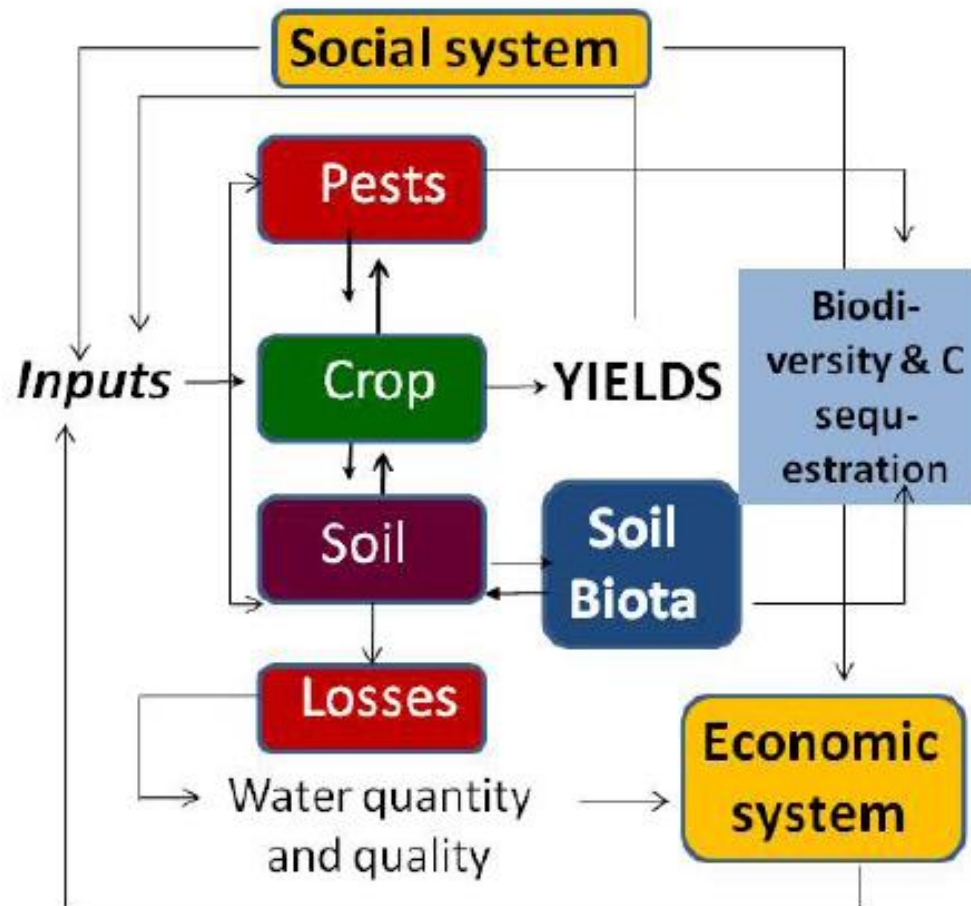 Social system
Pests
Biodi-
versity & C
sequ-
estration
Inputs
Crop
YIELDS
Soil
Soil
Biota
Losses
Economic
system
Water quantity
and quality